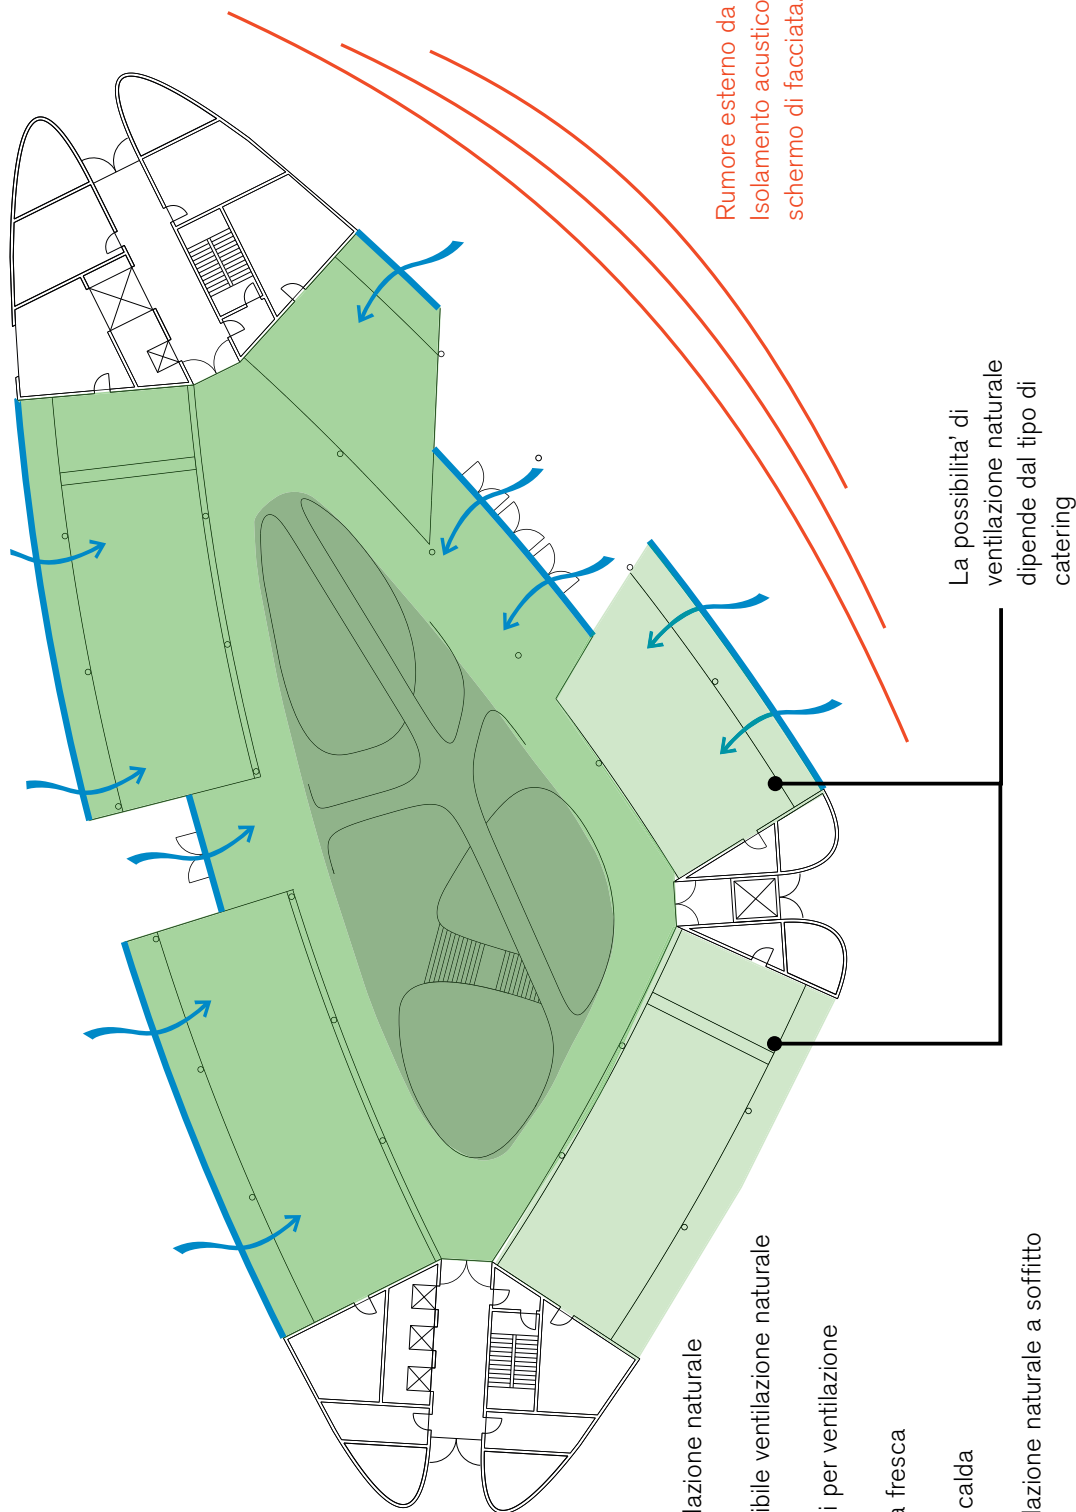 Rumore esterno da
Isolamento acustico
schermo di facciata.
La possibilita' di
ventilazione naturale
dipende dal tipo di
catering
lazione naturale
ibile ventilazione naturale
i per ventilazione
a fresca
calda
lazione naturale a soffitto